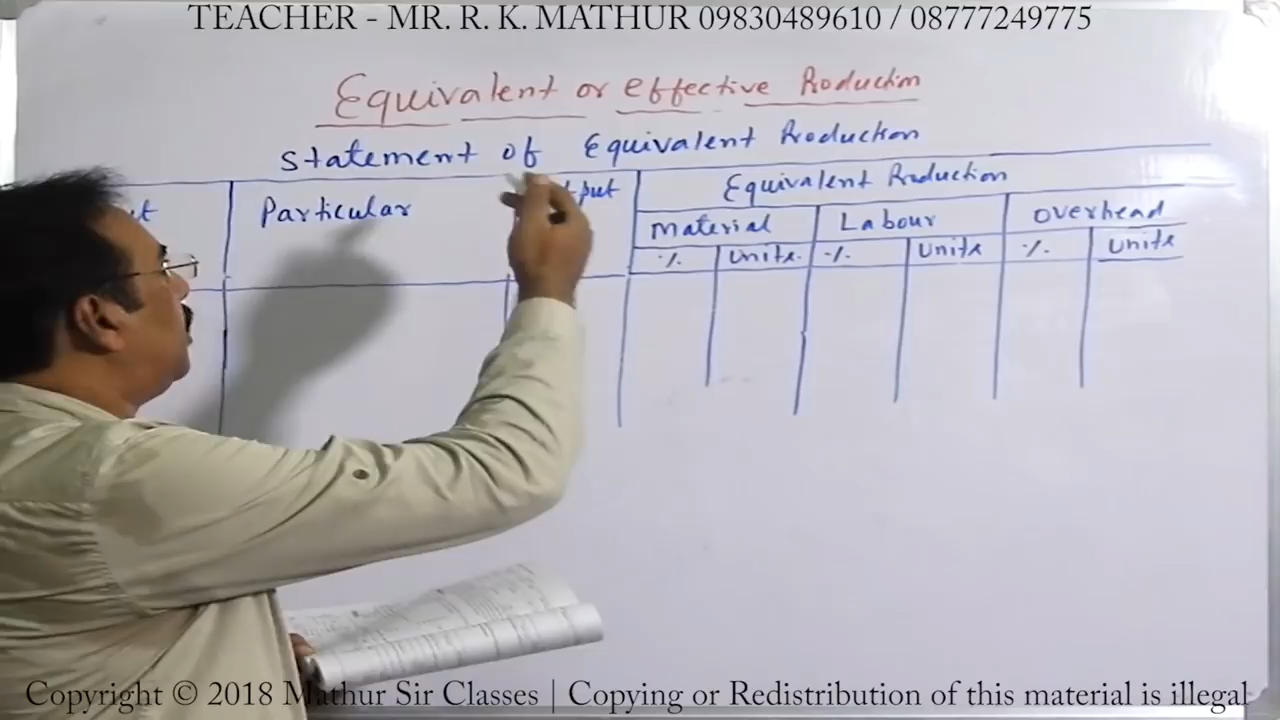 TEACHER - MR. R. K. MATHUR 09830489610 / 08777249775
Equivalent or effective Production
Statement of Equivalent Production
Particular
Equivalent Production
Material Labour Overhead
% Units. % Units % Units
Copyright © 2018 Mathur Sir Classes | Copying or Redistribution of this material is illegal